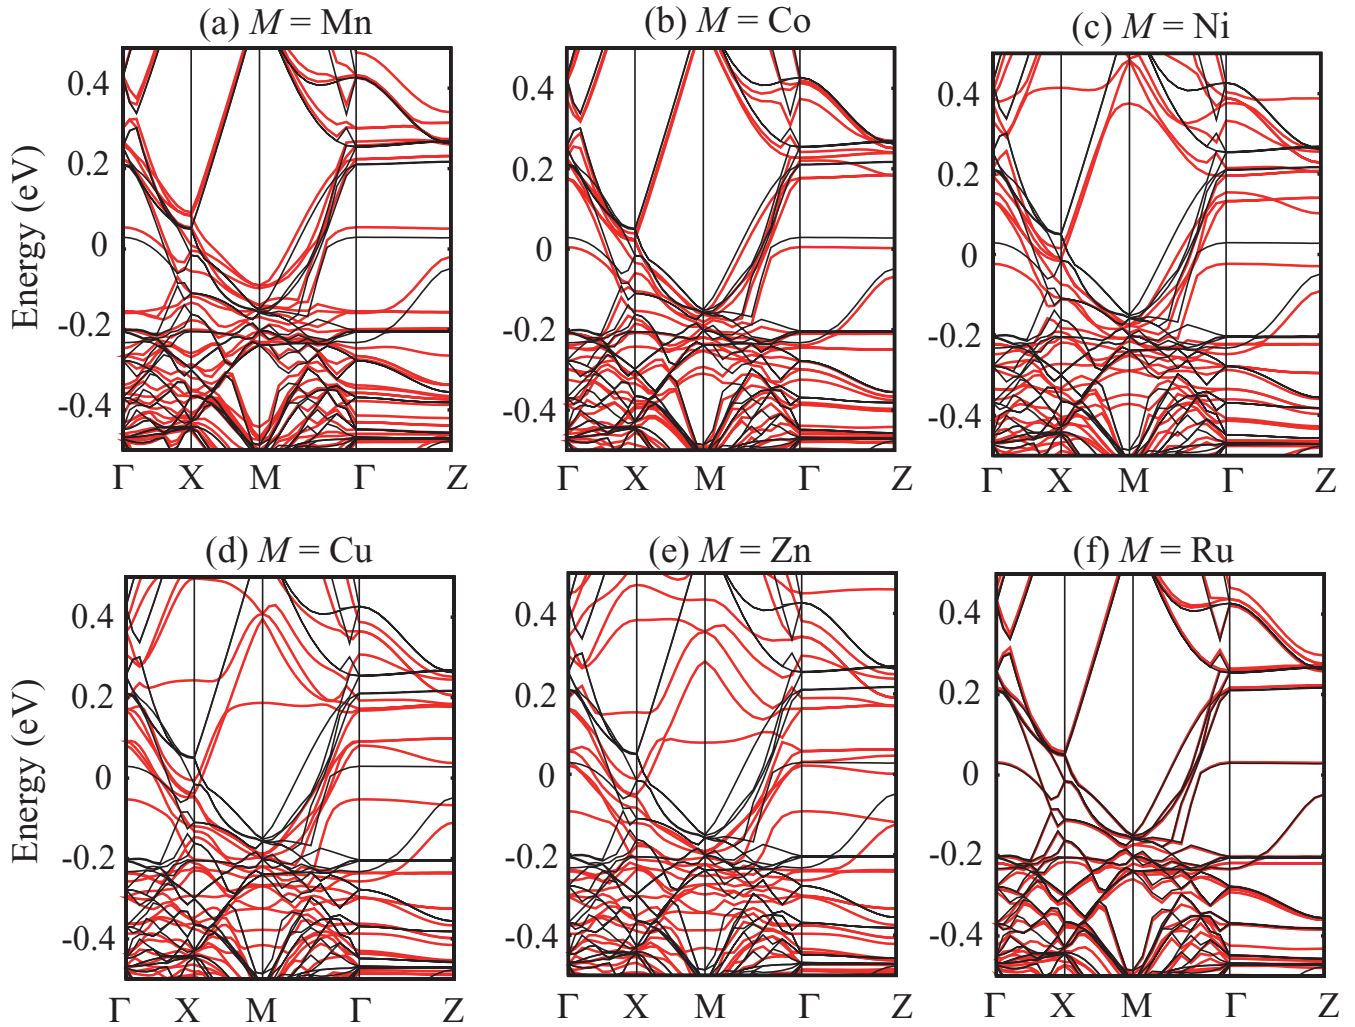 (a) M = Mn
(b) M = Co
(c) M = Ni
Energy (eV)
0.4
0.2
0
-0.2
-0.4
0.4
0.2
0
-0.2
-0.4
0.4
0.2
0
-0.2
-0.4
Γ X M Γ Z
Γ X M Γ Z
Γ X M Γ Z
(d) M = Cu
(e) M = Zn
(f) M = Ru
Energy (eV)
0.4
0.2
0
-0.2
-0.4
0.4
0.2
0
-0.2
-0.4
0.4
0.2
0
-0.2
-0.4
Γ X M Γ Z
Γ X M Γ Z
Γ X M Γ Z